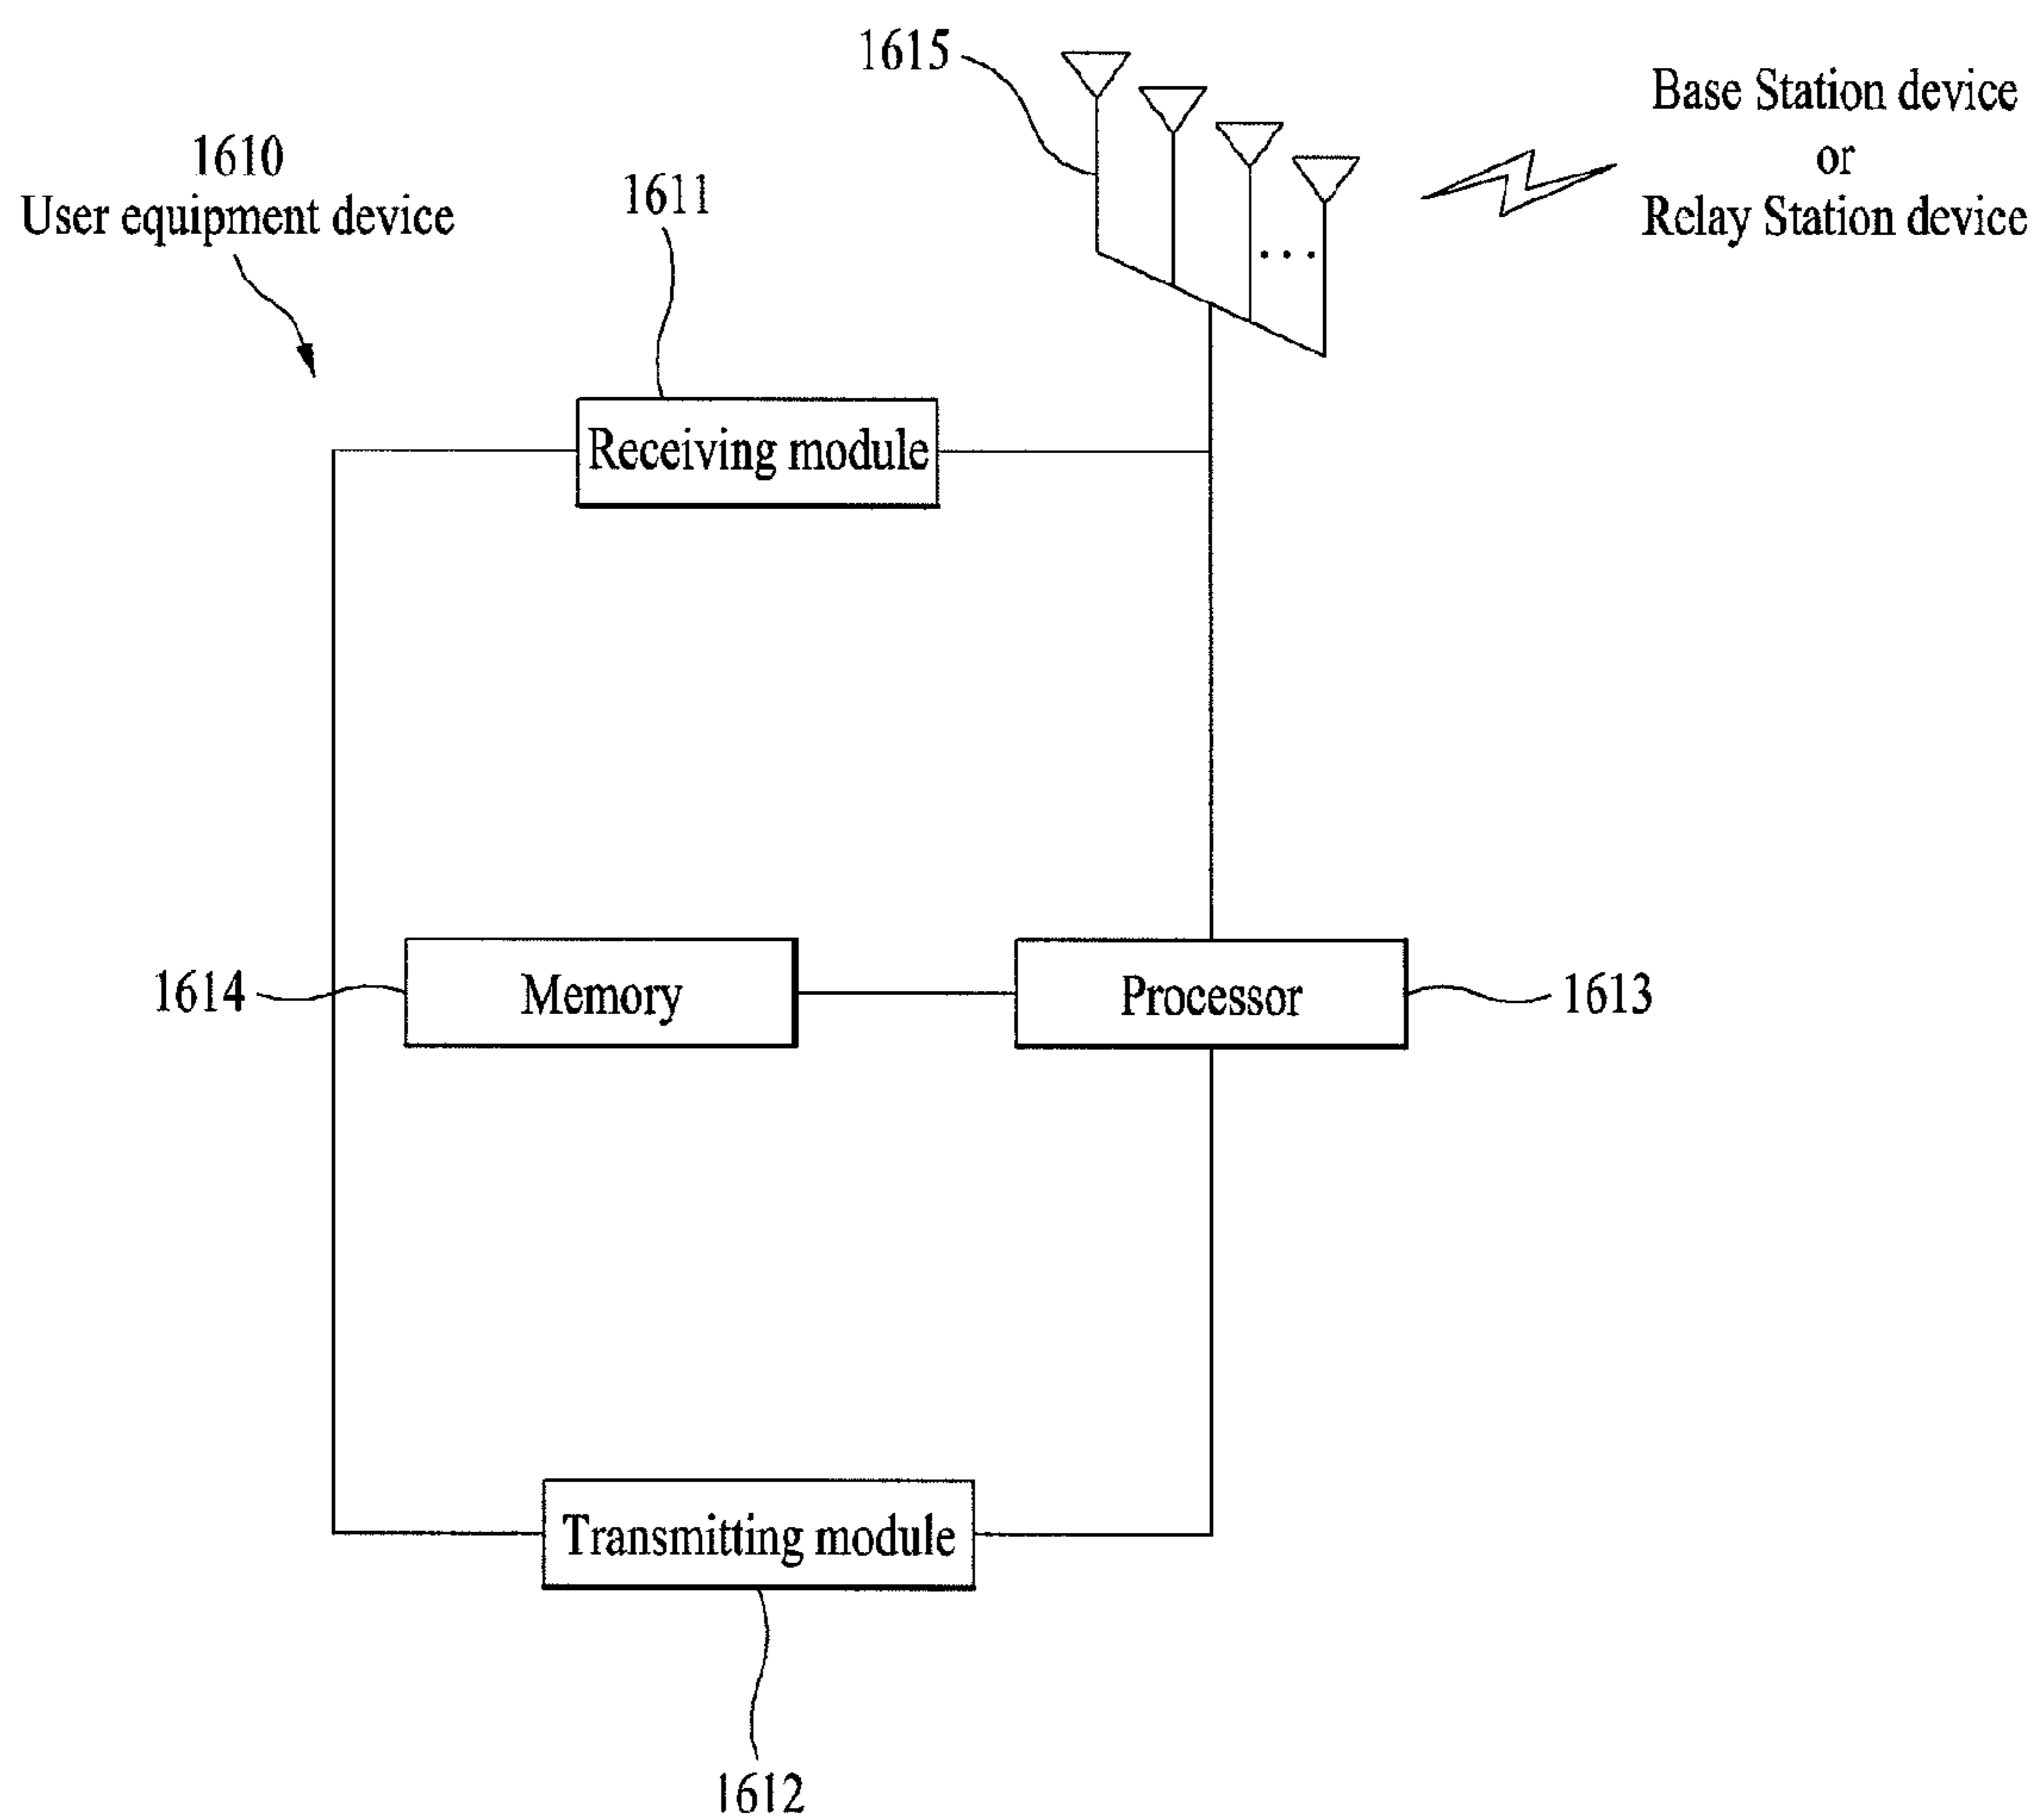 1615
Base Station device
or
Relay Station device
1610
User equipment device
1611
Receiving module
1614
Memory
Processor
1613
Transmitting module
1612